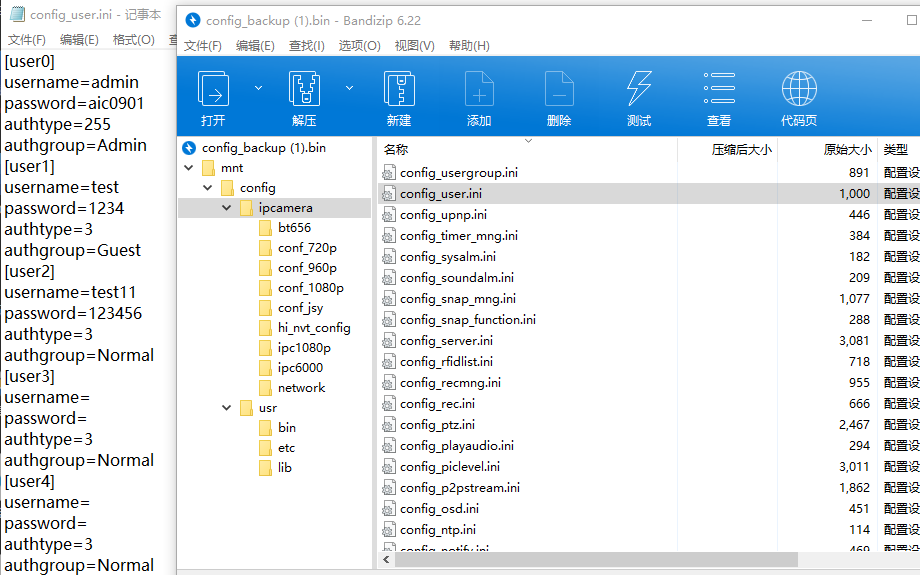 config_user.ini - 记事本
文件(F) 编辑(E) 格式(O)
[user0]
username=admin
password=aic0901
authtype=255
authgroup=Admin
[user1]
username=test
password=1234
authtype=3
authgroup=Guest
[user2]
username=test11
password=123456
authtype=3
authgroup=Normal
[user3]
username=
password=
authtype=3
authgroup=Normal
[user4]
username=
password=
authtype=3
authgroup=Normal
config_backup (1).bin - Bandizip 6.22
文件(F) 编辑(E) 查找(I) 选项(O) 视图(V) 帮助(H)
打开 解压 新建 添加 删除 测试 查看 代码页
config_backup (1).bin
mnt
config
ipcamera
bt656
conf_720p
conf_960p
conf_1080p
conf_jsy
hi_nvt_config
ipc1080p
ipc6000
network
usr
bin
etc
lib
名称 压缩后大小 原始大小 类型
config_usergroup.ini 891 配置设
config_user.ini 1,000 配置设
config_upnp.ini 446 配置设
config_timer_mng.ini 384 配置设
config_sysalm.ini 182 配置设
config_soundalm.ini 209 配置设
config_snap_mng.ini 1,077 配置设
config_snap_function.ini 288 配置设
config_server.ini 3,081 配置设
config_rfidlist.ini 718 配置设
config_recmng.ini 955 配置设
config_rec.ini 666 配置设
config_ptz.ini 2,467 配置设
config_playaudio.ini 294 配置设
config_piclevel.ini 3,011 配置设
config_p2pstream.ini 1,862 配置设
config_osd.ini 451 配置设
config_ntp.ini 114 配置设
config_notify.ini 469 配置设